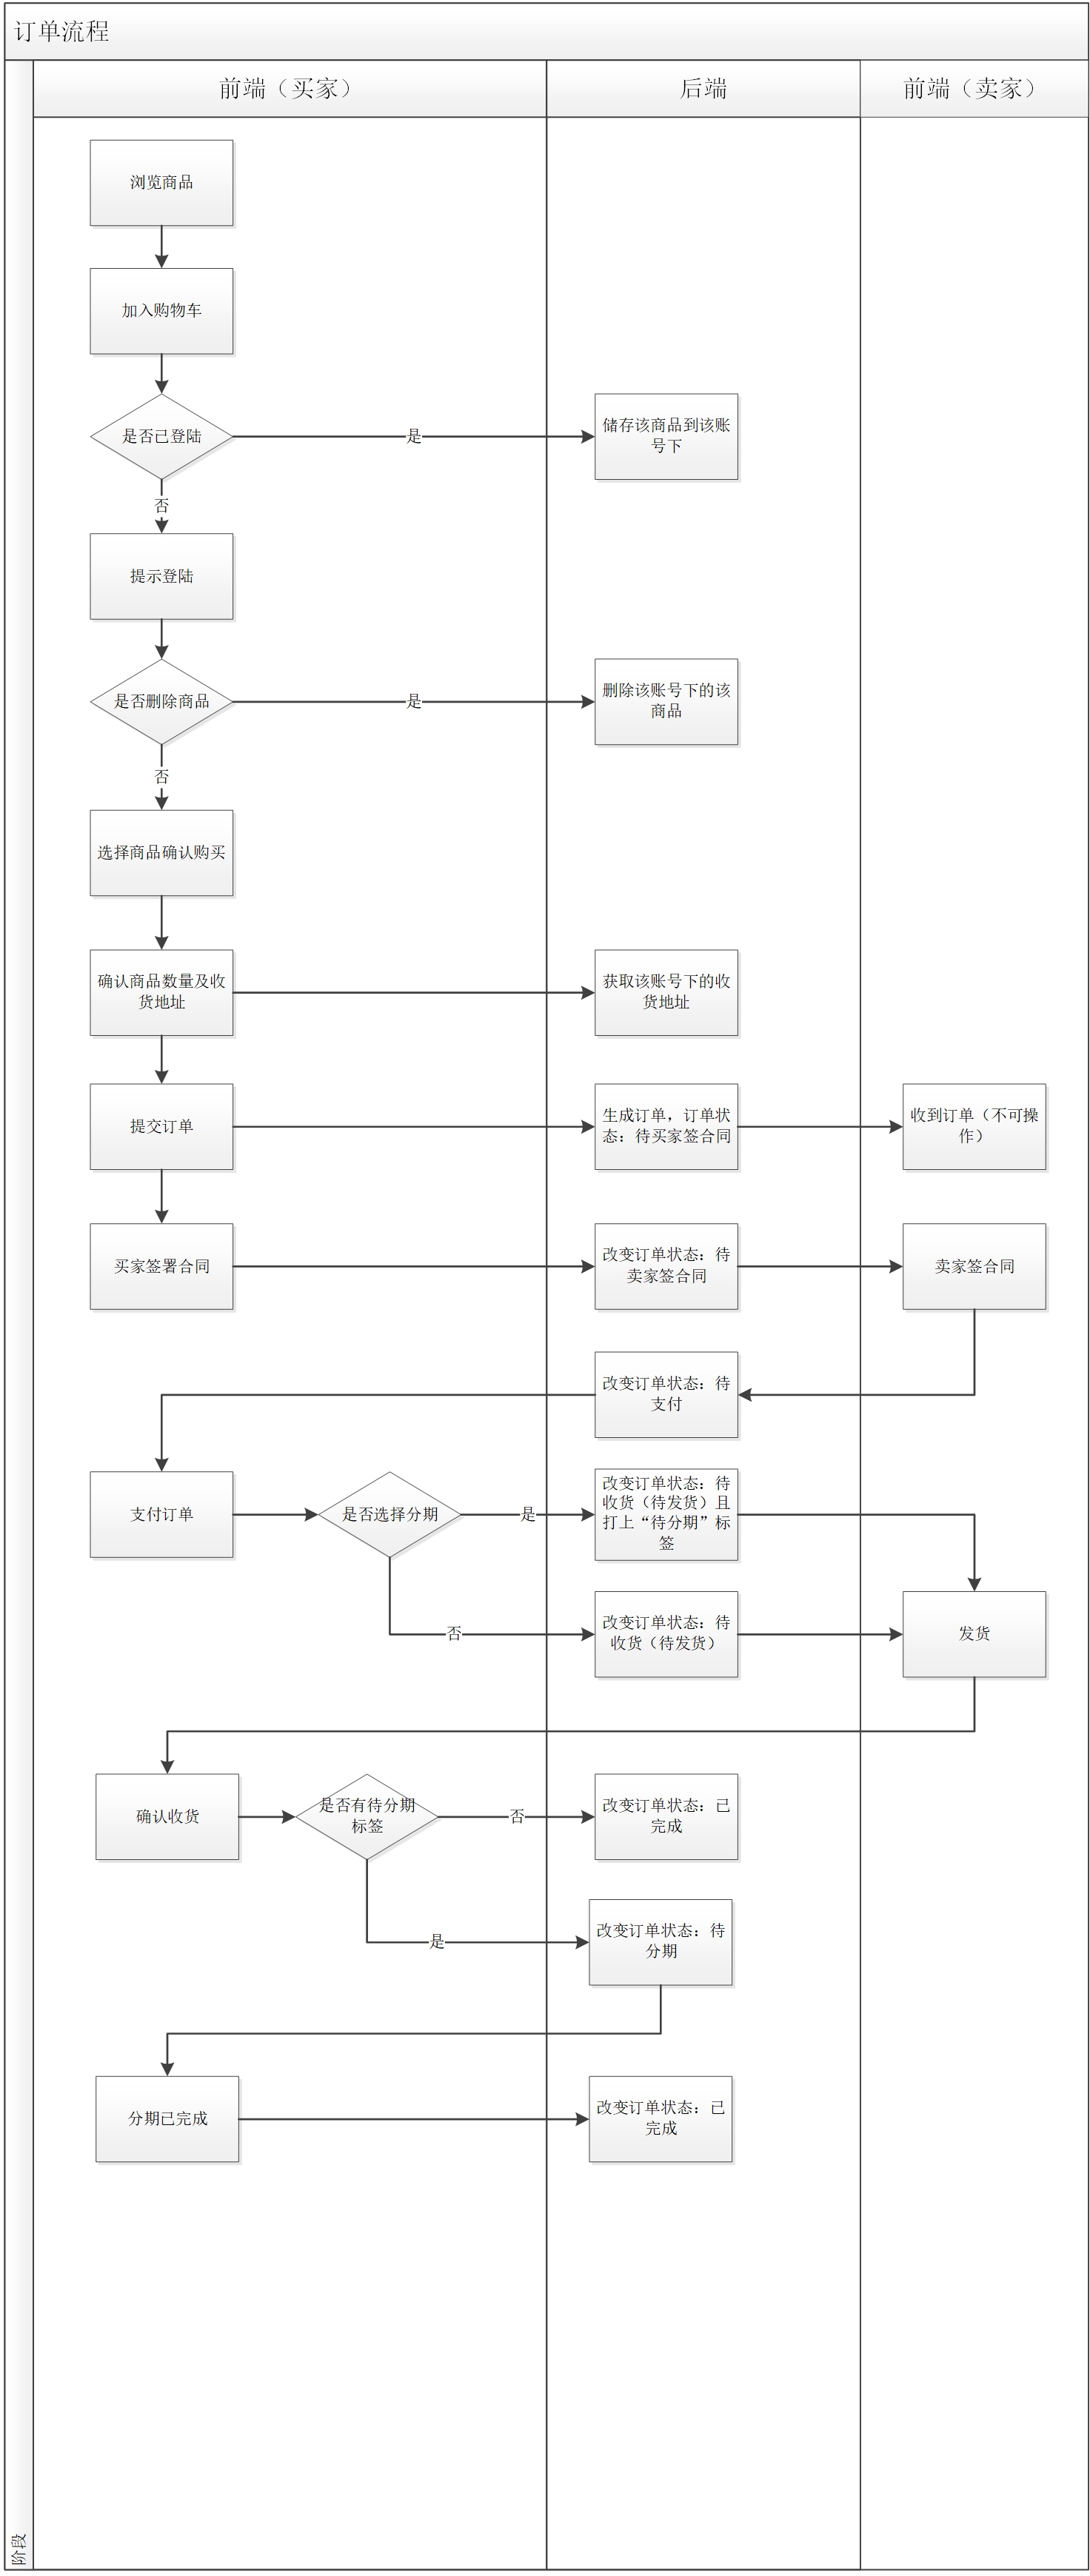 订单流程
前端（买家）
后端
前端（卖家）
浏览商品
加入购物车
是否已登陆
是
储存该商品到该账
号下
否
提示登陆
是否删除商品
是
删除该账号下的该
商品
否
选择商品确认购买
确认商品数量及收
货地址
获取该账号下的收
货地址
提交订单
生成订单，订单状
态：待买家签合同
收到订单（不可操
作）
买家签署合同
改变订单状态：待
卖家签合同
卖家签合同
改变订单状态：待
支付
支付订单
是否选择分期
是
改变订单状态：待
收货（待发货）且
打上“待分期”标
签
否
改变订单状态：待
收货（待发货）
发货
确认收货
是否有待分期
标签
否
改变订单状态：已
完成
是
改变订单状态：待
分期
分期已完成
改变订单状态：已
完成
阶段